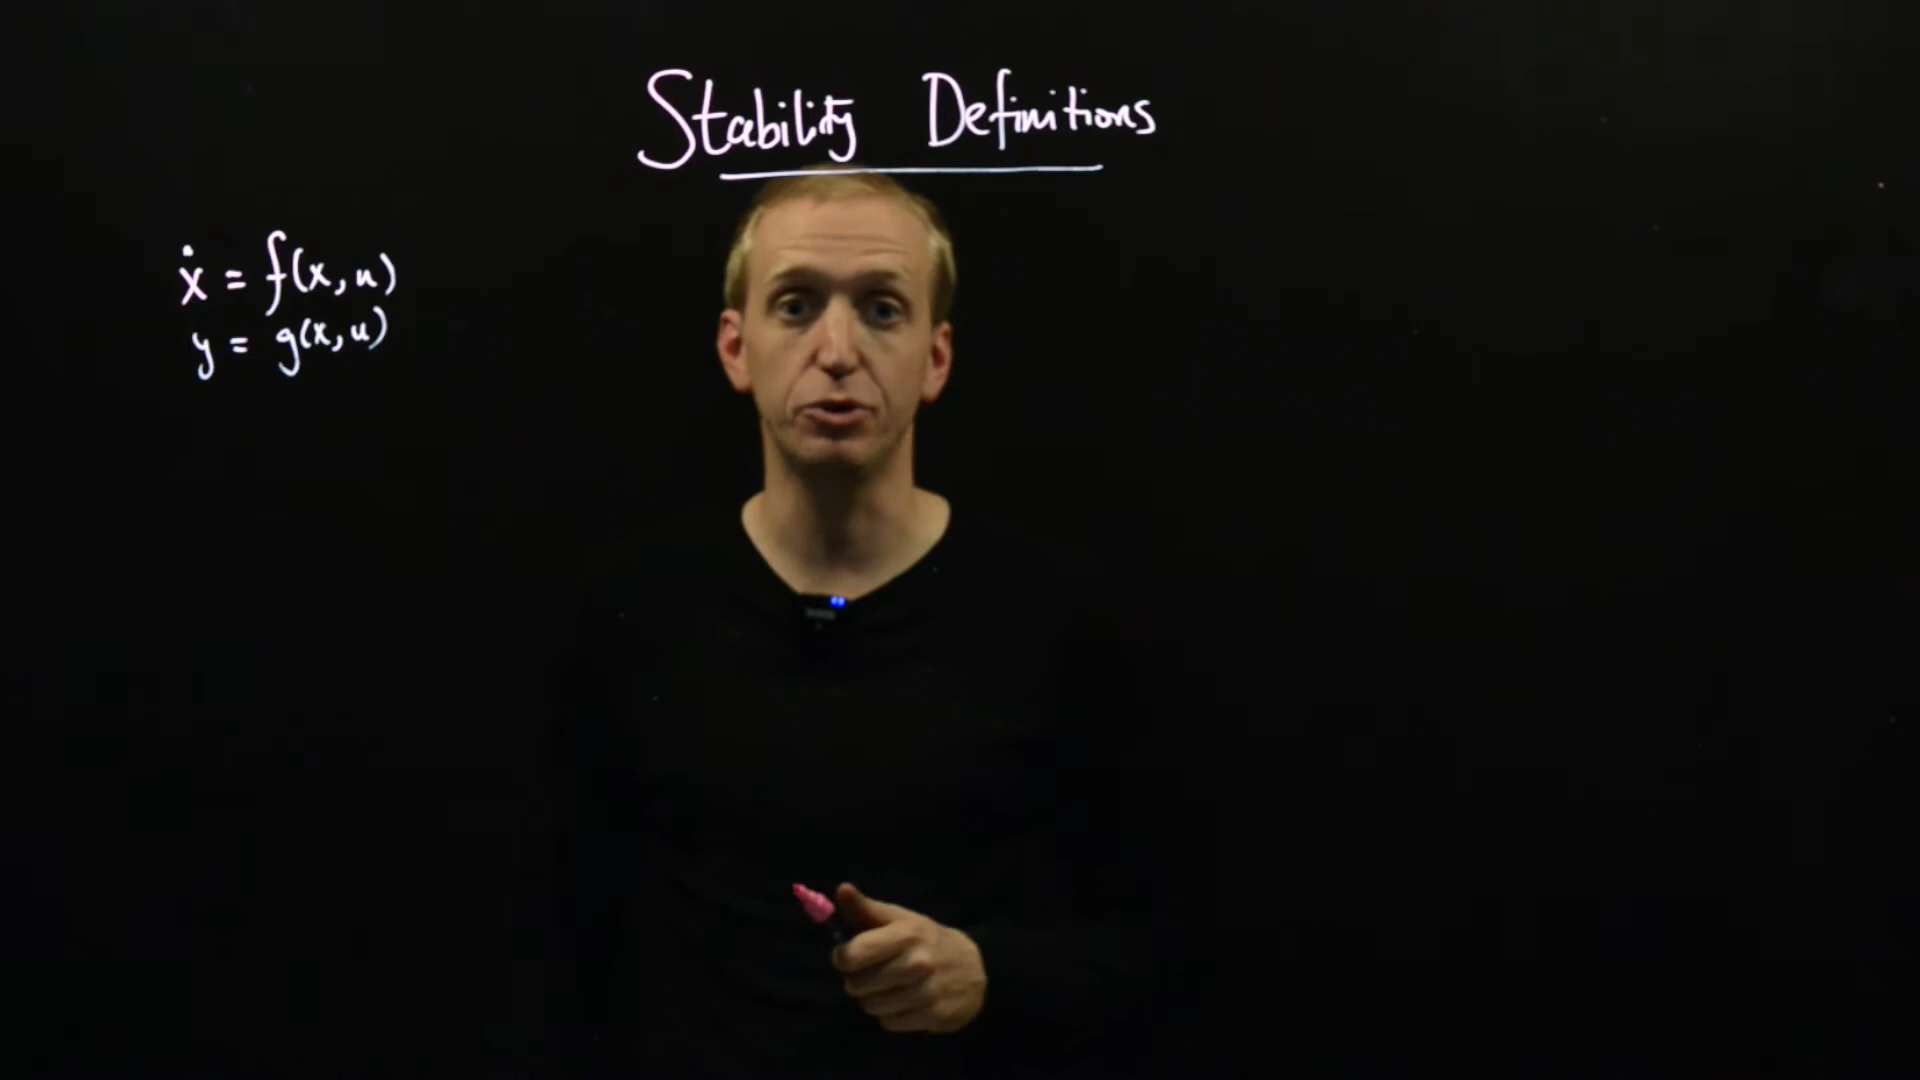 Stability Definitions
ẋ = f(x, u)
y = g(x, u)